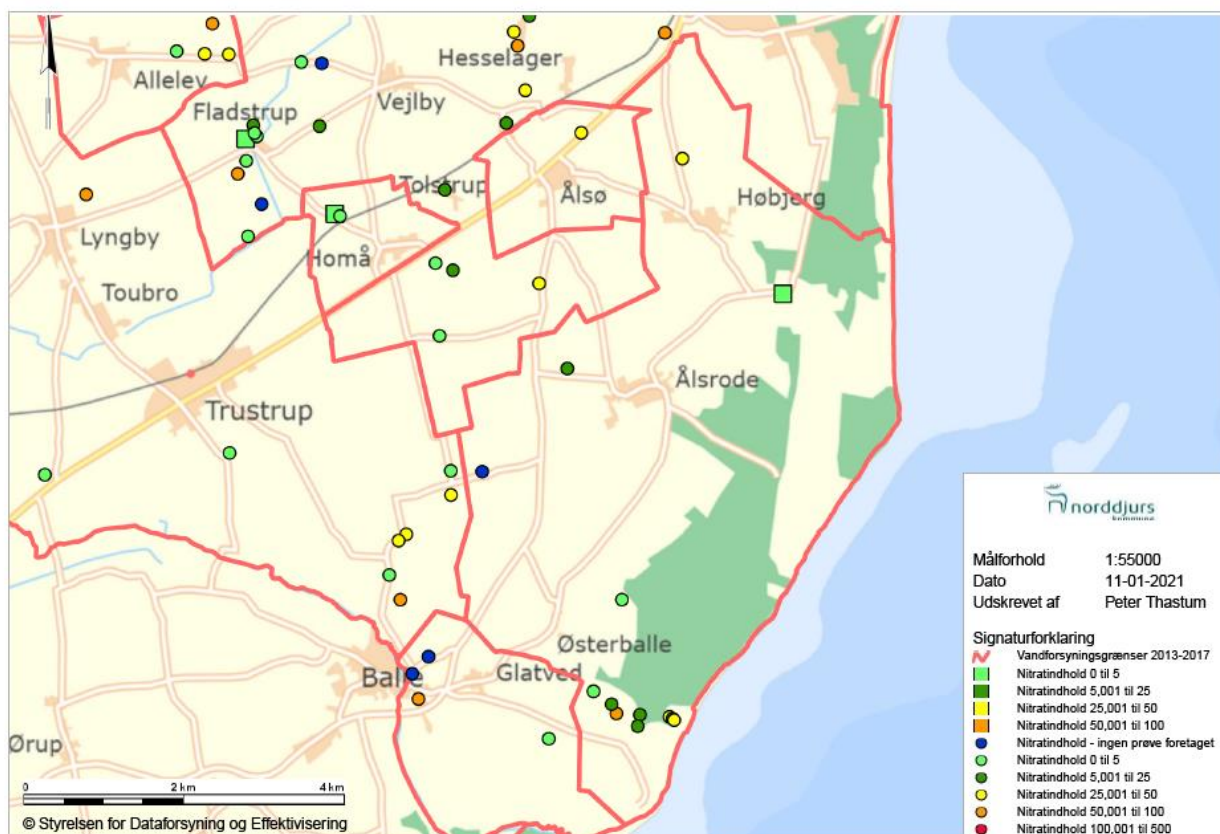 Hesselager
Allelev
Vejlby
Fladstrup
Tolstrup
Ålsø
Høbjerg
Lyngby
Homå
Toubro
Ålsrode
Trustrup
norddjurs
kommune
Målforhold 1:55000
Dato 11-01-2021
Udskrevet af Peter Thastum
Signaturforklaring
Vandforsyningsgrænser 2013-2017
Nitratindhold 0 til 5
Nitratindhold 5,001 til 25
Nitratindhold 25,001 til 50
Nitratindhold 50,001 til 100
Nitratindhold - ingen prøve foretaget
Nitratindhold 0 til 5
Nitratindhold 5,001 til 25
Nitratindhold 25,001 til 50
Nitratindhold 50,001 til 100
Nitratindhold 100,001 til 500
Østerballe
Balle
Glatved
Ørup
0 2 km 4 km
© Styrelsen for Dataforsyning og Effektivisering